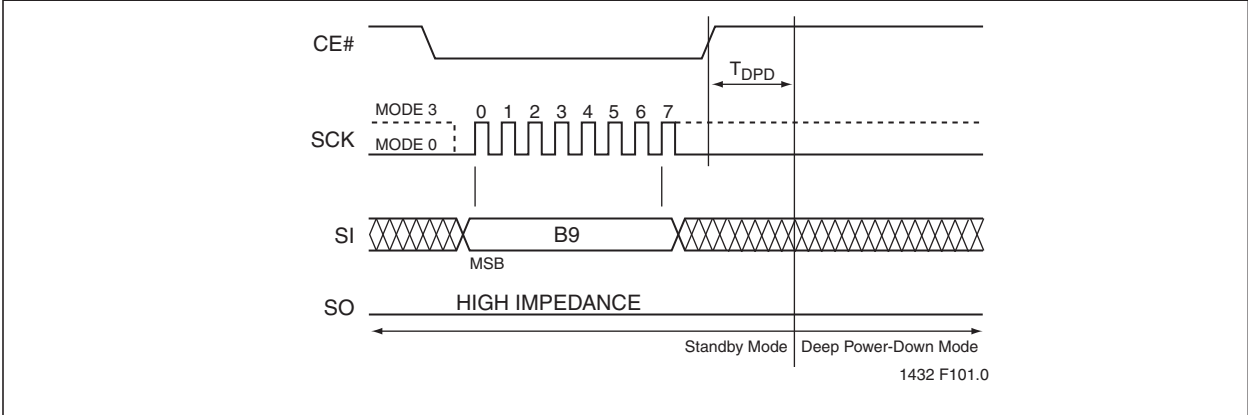 CE#
TDPD
MODE 3
0 1 2 3 4 5 6 7
SCK
MODE 0
SI
B9
MSB
SO
HIGH IMPEDANCE
Standby Mode
Deep Power-Down Mode
1432 F101.0